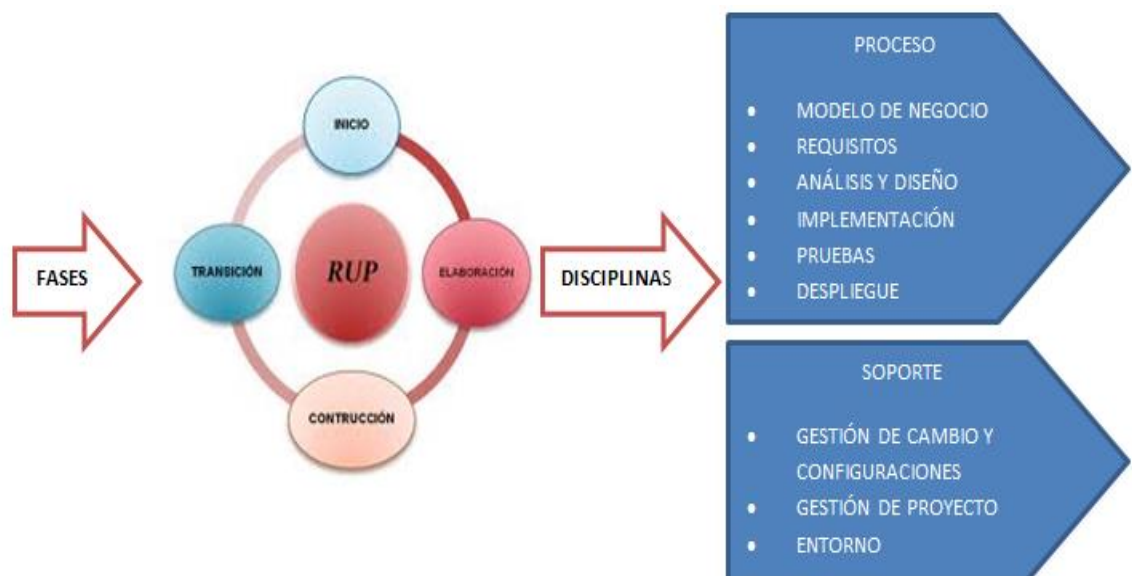 FASES
INICIO
TRANSICIÓN
RUP
ELABORACIÓN
CONTRUCCIÓN
DISCIPLINAS
PROCESO
• MODELO DE NEGOCIO
• REQUISITOS
• ANÁLISIS Y DISEÑO
• IMPLEMENTACIÓN
• PRUEBAS
• DESPLIEGUE
SOPORTE
• GESTIÓN DE CAMBIO Y
CONFIGURACIONES
• GESTIÓN DE PROYECTO
• ENTORNO